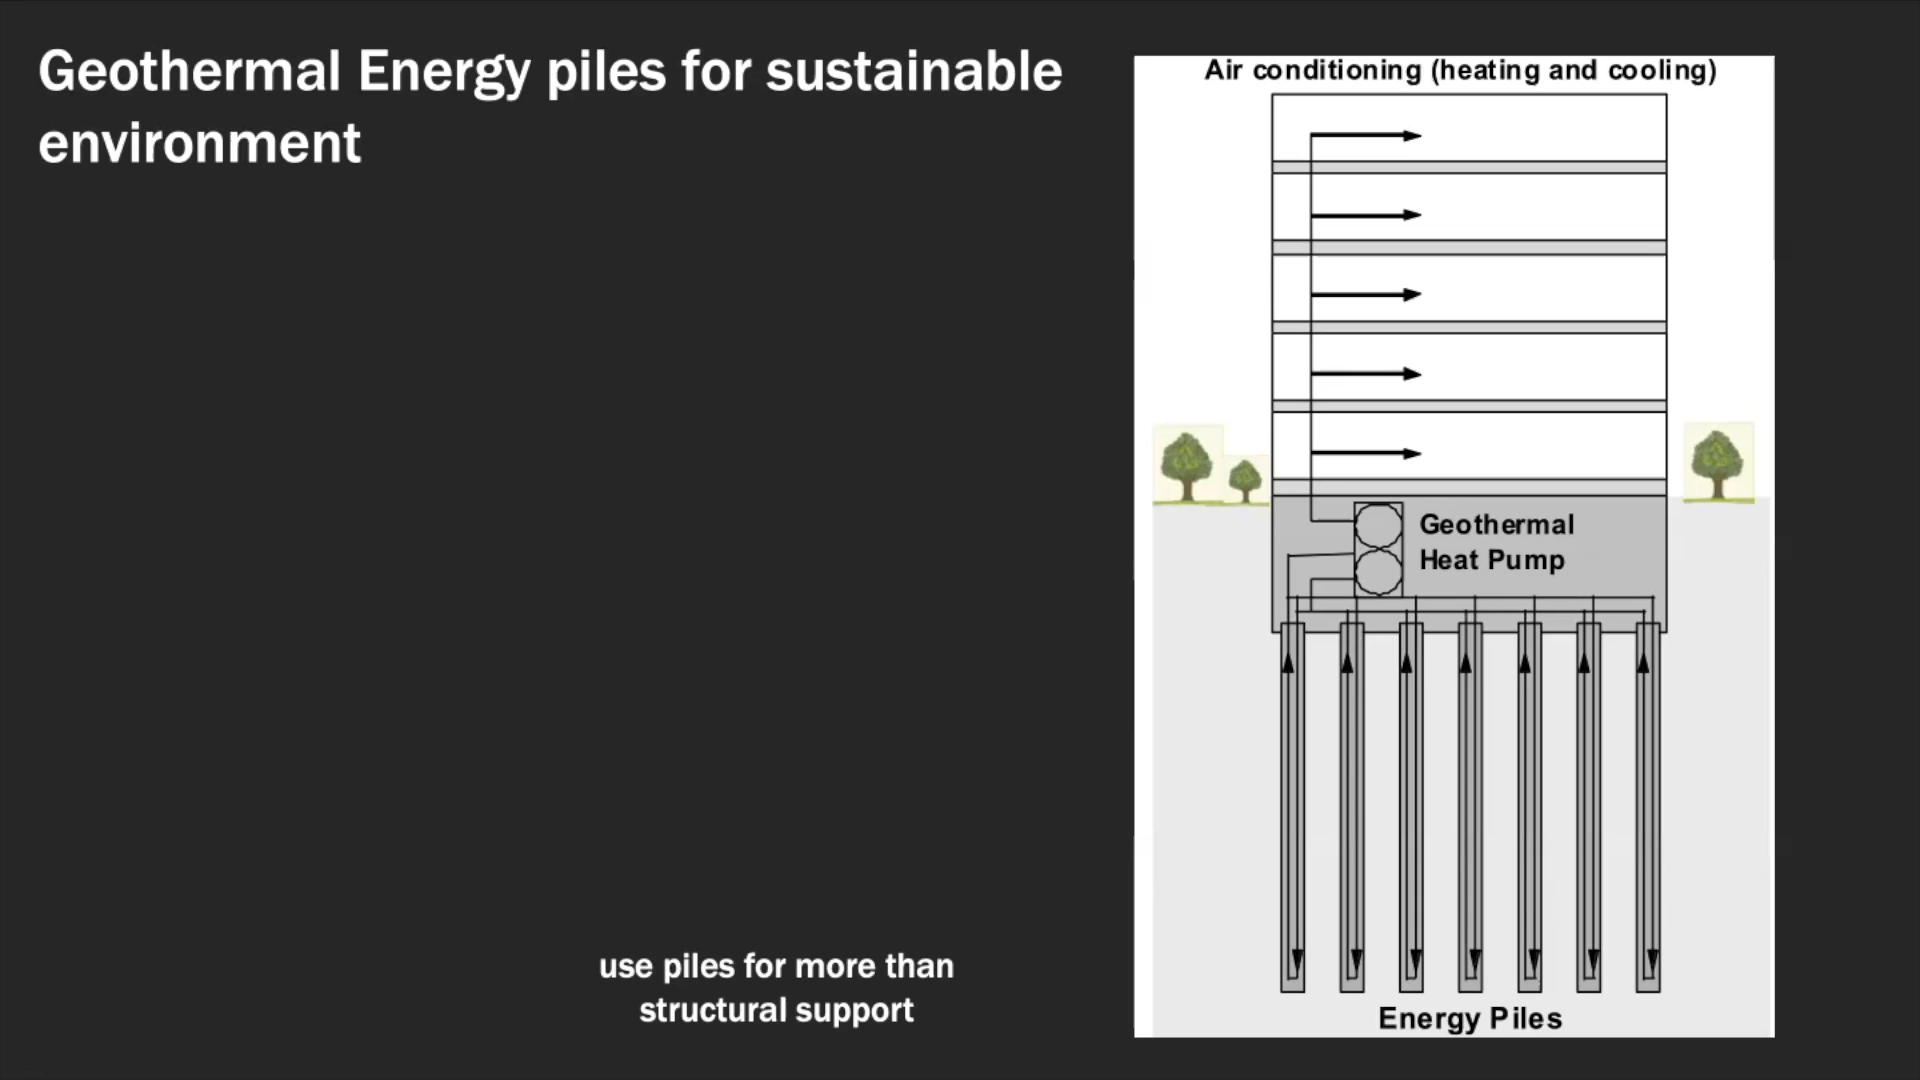 Geothermal Energy piles for sustainable
environment
Air conditioning (heating and cooling)
Geothermal
Heat Pump
use piles for more than
structural support
Energy Piles